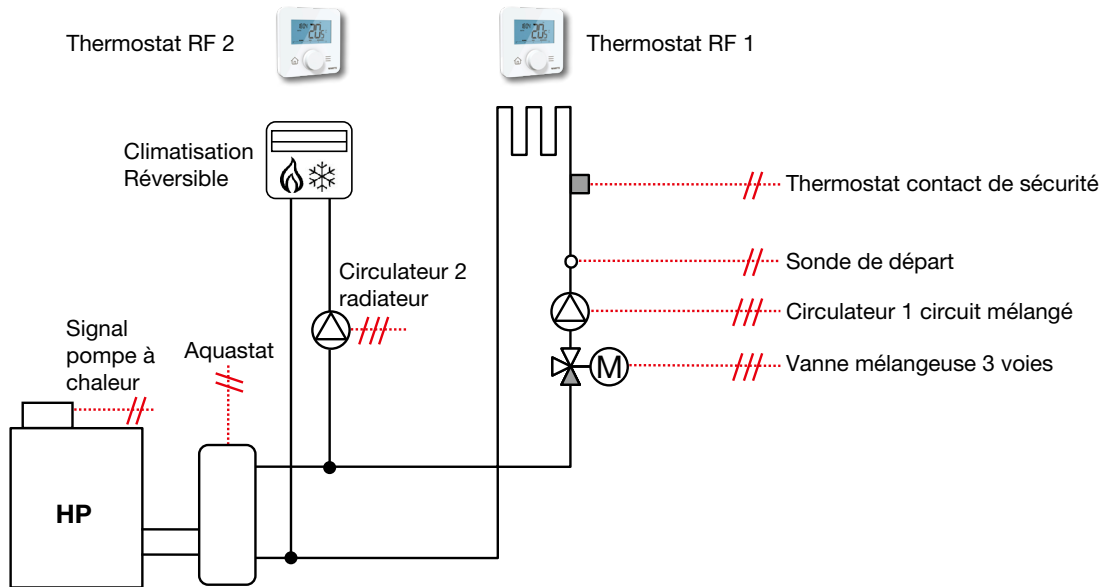 Thermostat RF 2
Thermostat RF 1
Climatisation
Réversible
Thermostat contact de sécurité
Sonde de départ
Circulateur 2
radiateur
Circulateur 1 circuit mélangé
Signal
pompe à
chaleur
Aquastat
M
Vanne mélangeuse 3 voies
HP